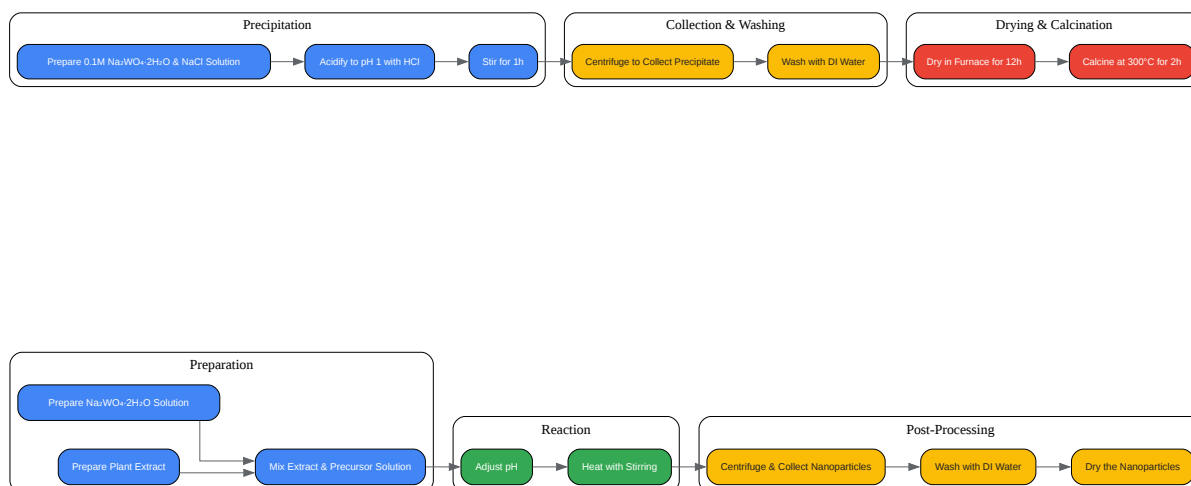 Precipitation
Prepare 0.1M Na₂WO₄·2H₂O & NaCl Solution
Acidify to pH 1 with HCl
Stir for 1h
Collection & Washing
Centrifuge to Collect Precipitate
Wash with DI Water
Drying & Calcination
Dry in Furnace for 12h
Calcine at 300°C for 2h
Preparation
Prepare Na₂WO₄·2H₂O Solution
Prepare Plant Extract
Mix Extract & Precursor Solution
Reaction
Adjust pH
Heat with Stirring
Post-Processing
Centrifuge & Collect Nanoparticles
Wash with DI Water
Dry the Nanoparticles